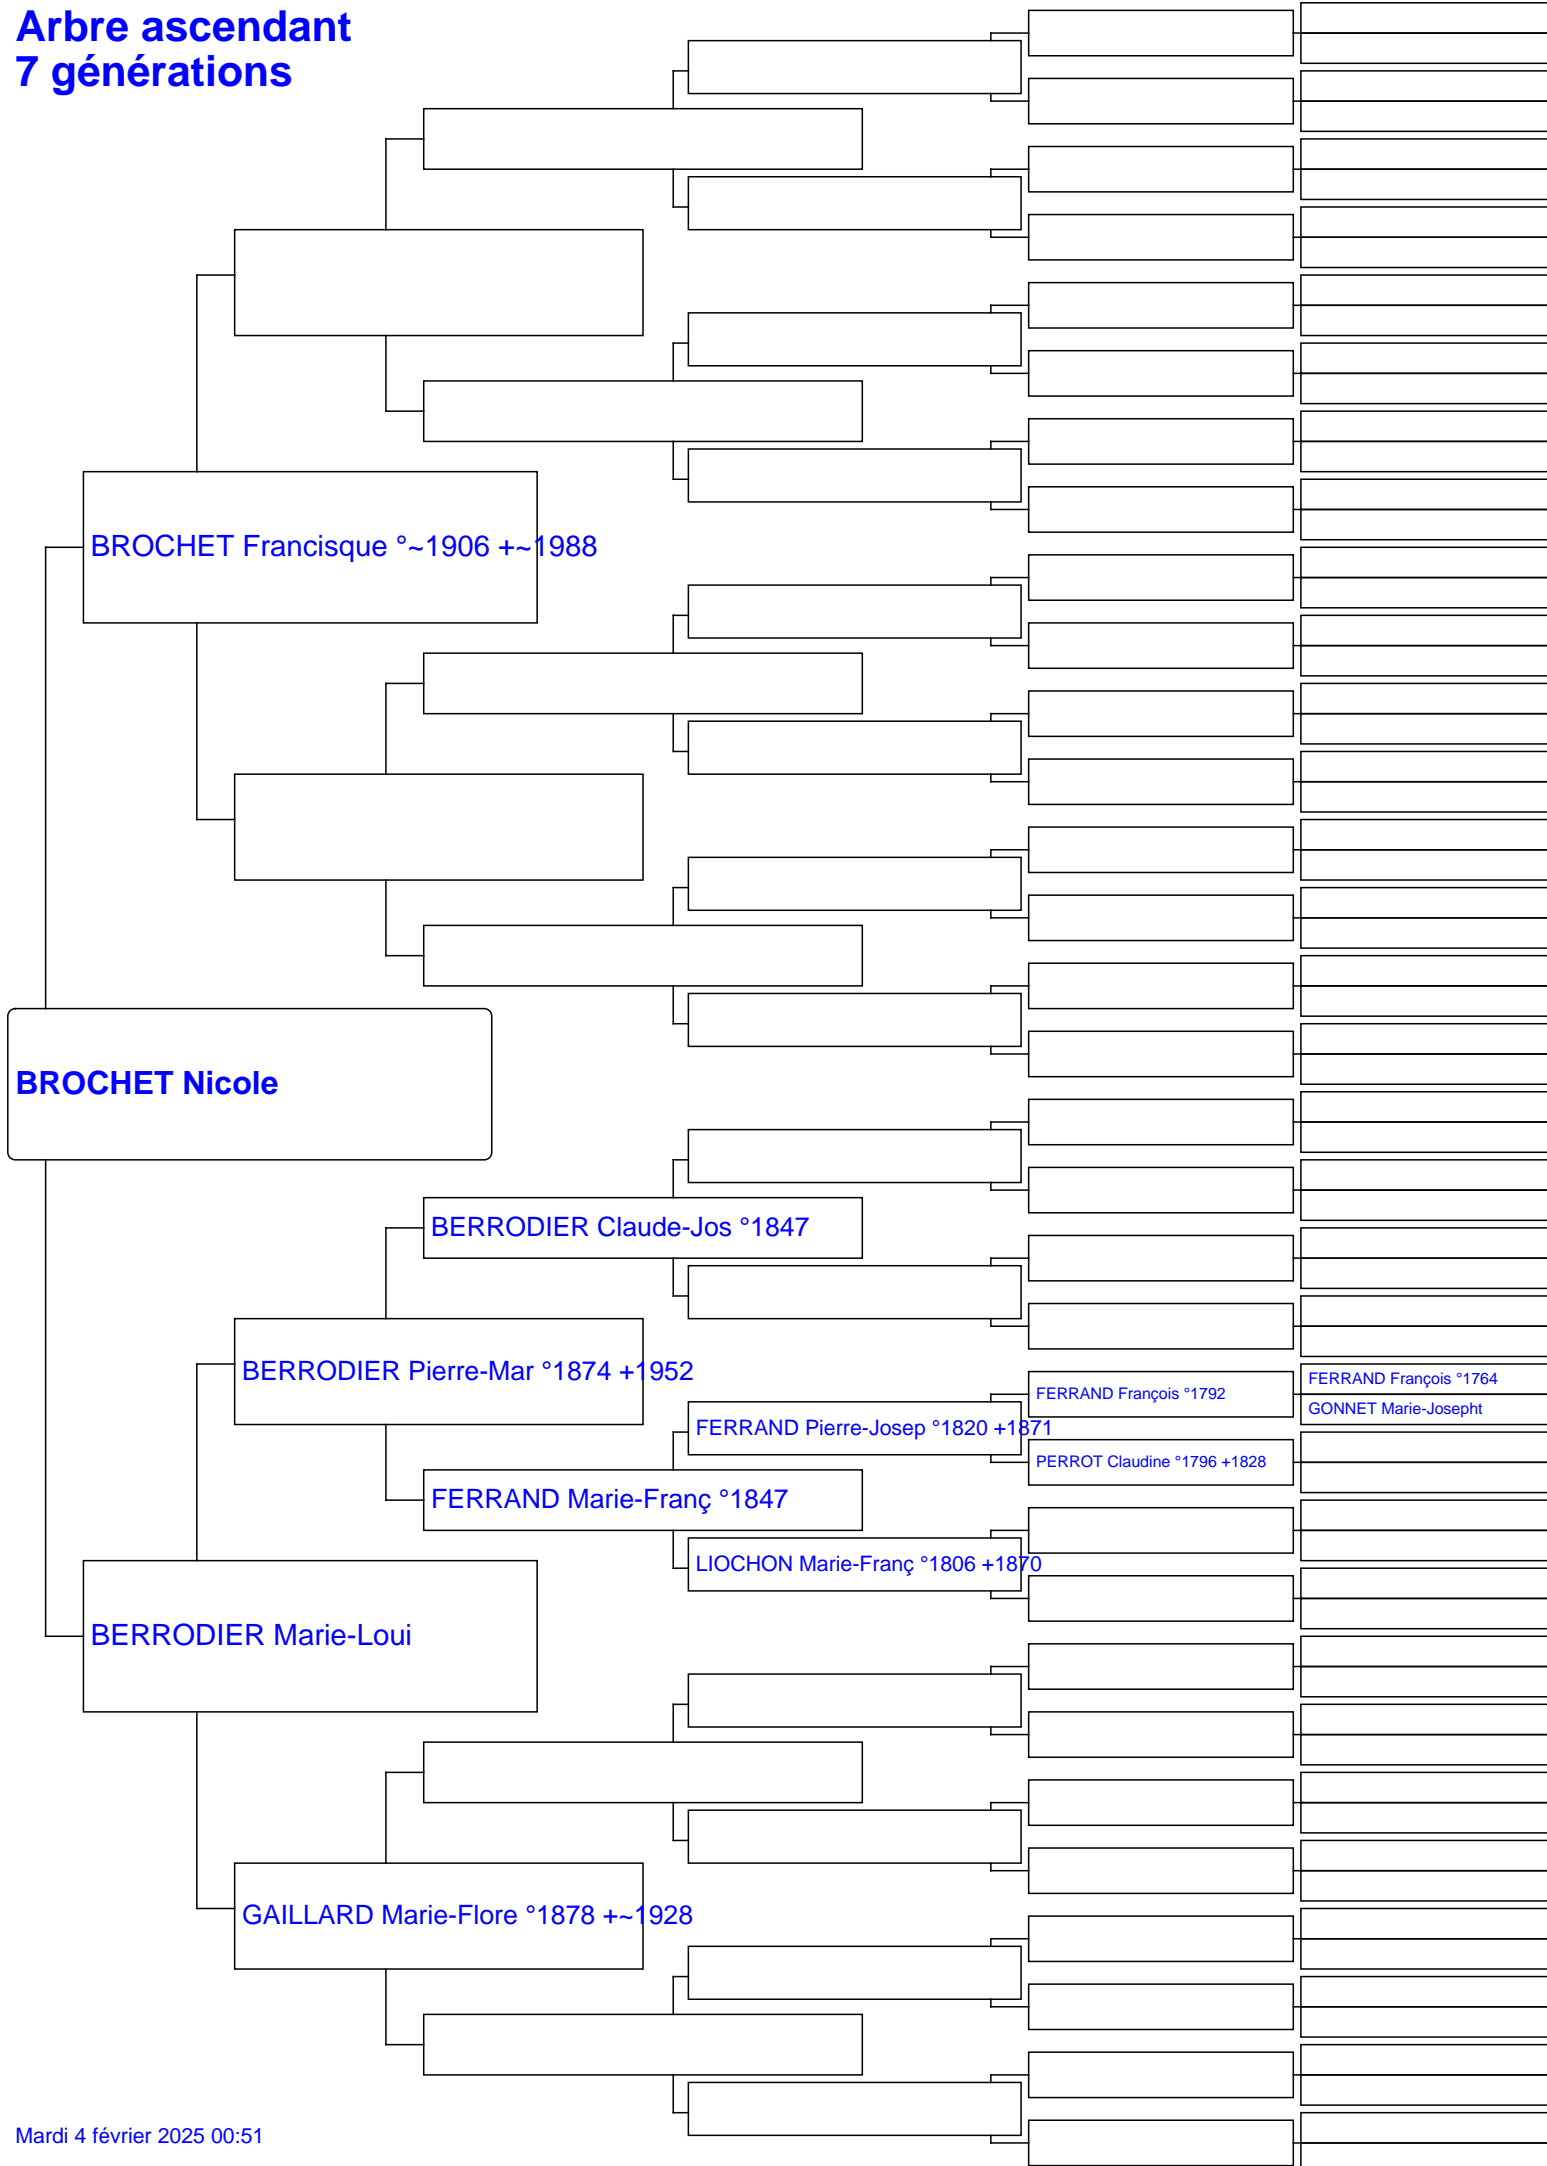 Arbre ascendant
7 générations
BROCHET Francisque °~1906 +~1988
BROCHET Nicole
BERRODIER Claude-Jos °1847
BERRODIER Pierre-Mar °1874 +1952
FERRAND François °1764
FERRAND François °1792
GONNET Marie-Josepht
FERRAND Pierre-Josep °1820 +1871
PERROT Claudine °1796 +1828
FERRAND Marie-Franç °1847
LIOCHON Marie-Franç °1806 +1870
BERRODIER Marie-Loui
GAILLARD Marie-Flore °1878 +~1928
Mardi 4 février 2025 00:51